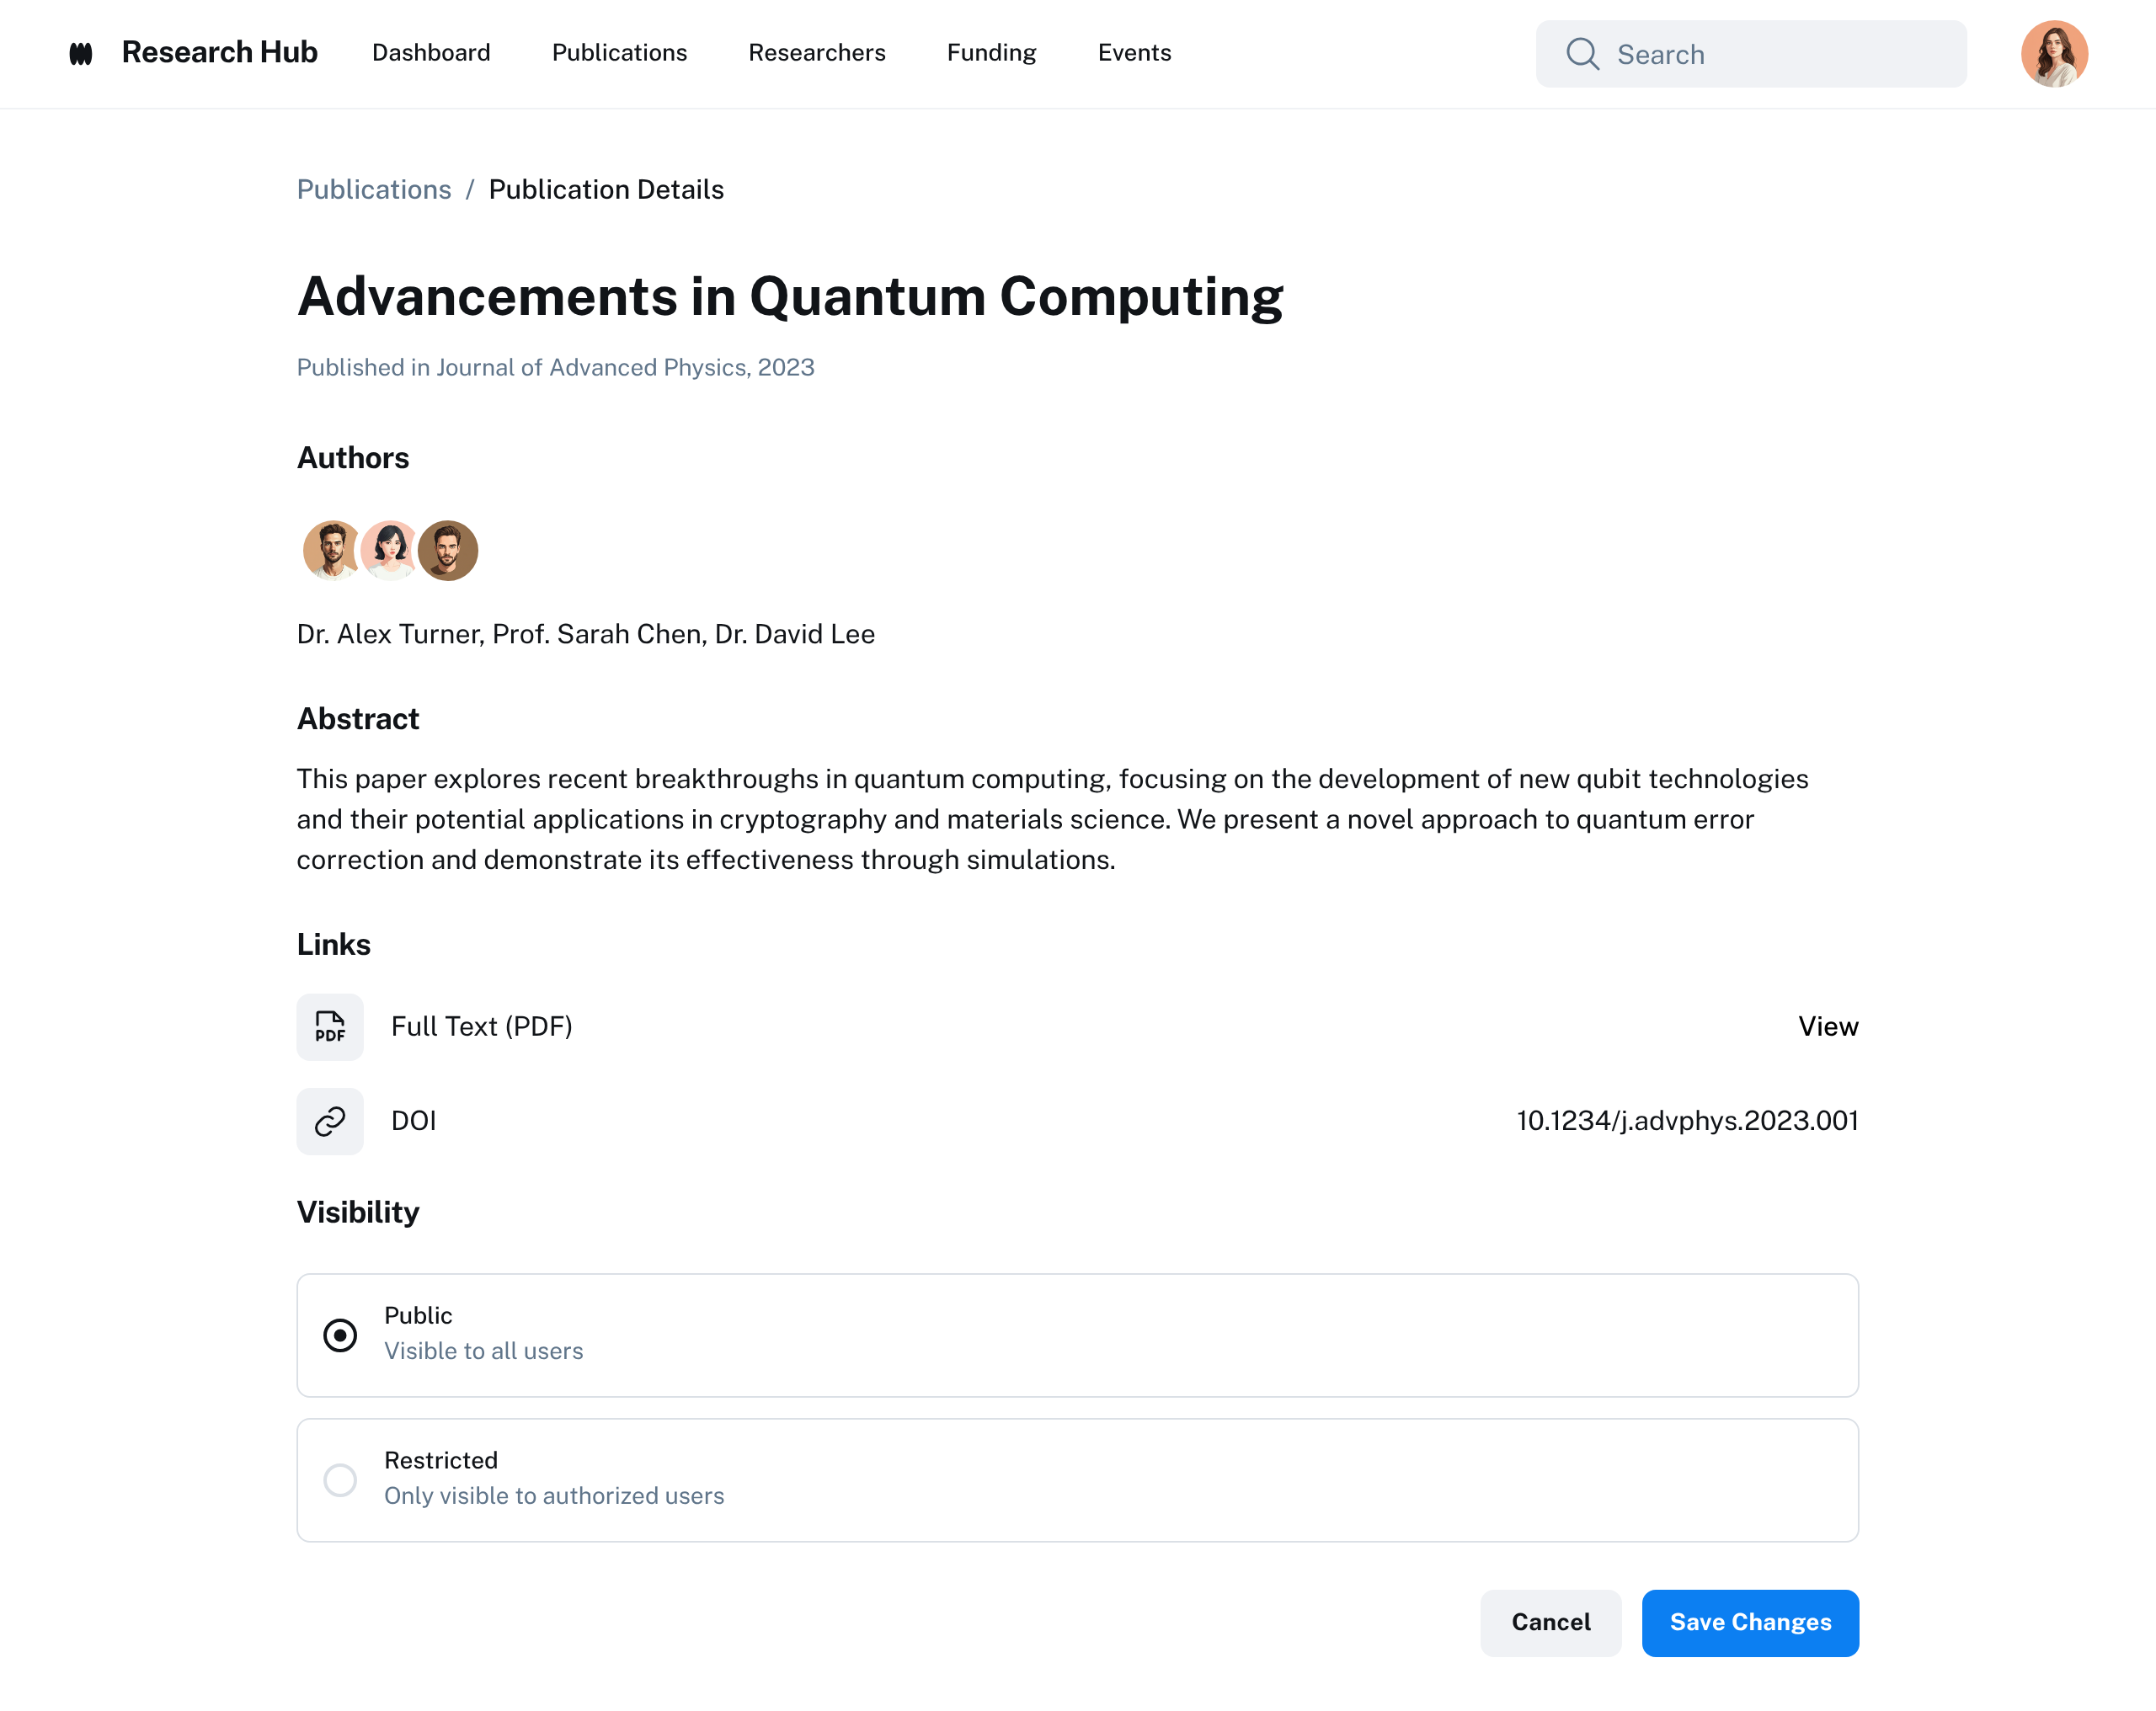 Research Hub Dashboard Publications Researchers Funding Events Search
Publications / Publication Details
Advancements in Quantum Computing
Published in Journal of Advanced Physics, 2023
Authors
Dr. Alex Turner, Prof. Sarah Chen, Dr. David Lee
Abstract
This paper explores recent breakthroughs in quantum computing, focusing on the development of new qubit technologies
and their potential applications in cryptography and materials science. We present a novel approach to quantum error
correction and demonstrate its effectiveness through simulations.
Links
PDF Full Text (PDF) View
DOI 10.1234/j.advphys.2023.001
Visibility
Public
Visible to all users
Restricted
Only visible to authorized users
Cancel Save Changes